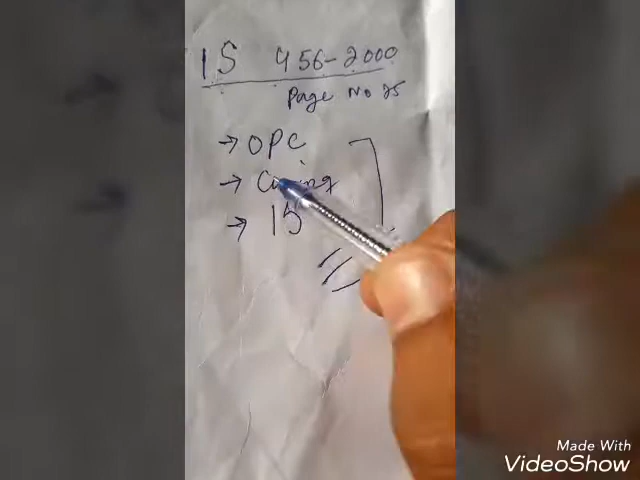 IS 456-2000
Page No 25
→ OPC
→ Curing
→ 15
Made With
VideoShow